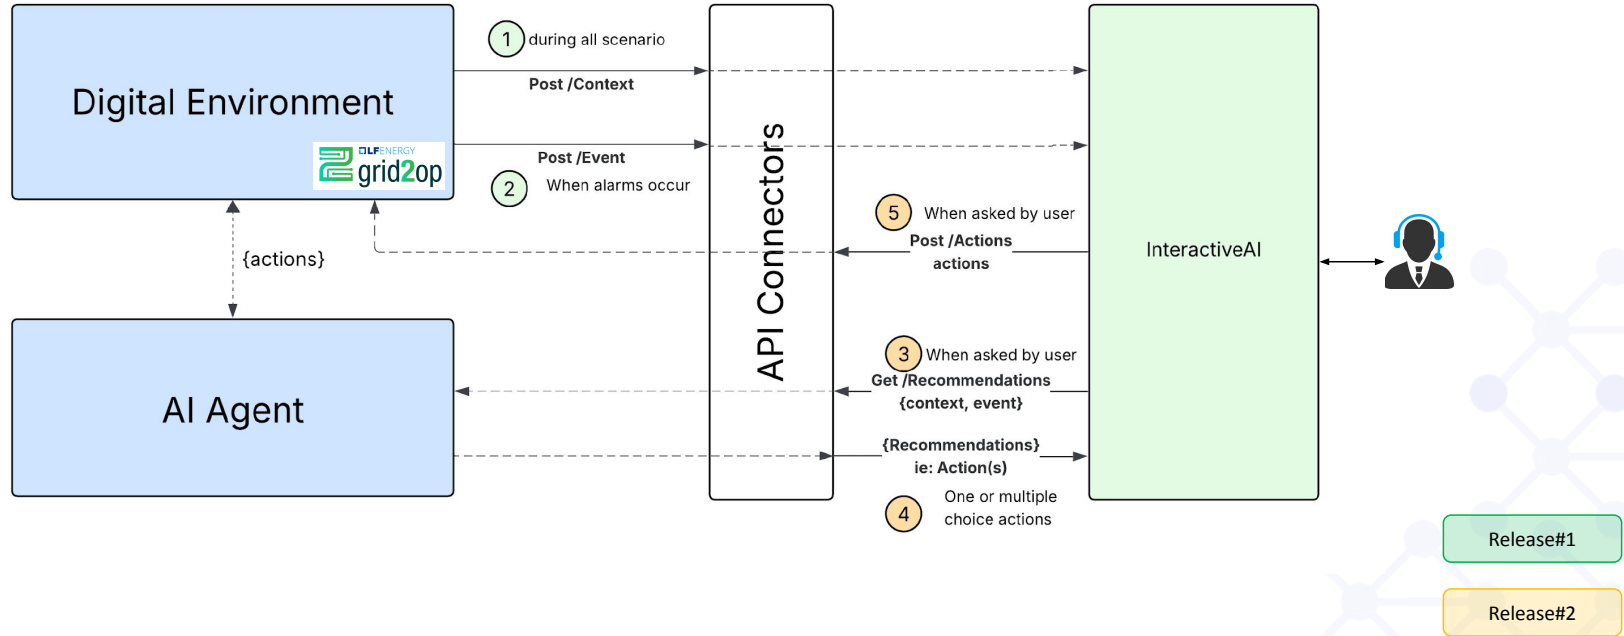 Digital Environment
LFENERGY
grid2op
1
during all scenario
Post /Context
Post /Event
2
When alarms occur
{actions}
AI Agent
API Connectors
5
When asked by user
Post /Actions
actions
3
When asked by user
Get /Recommendations
{context, event}
{Recommendations}
ie: Action(s)
4
One or multiple
choice actions
InteractiveAI
Release#1
Release#2